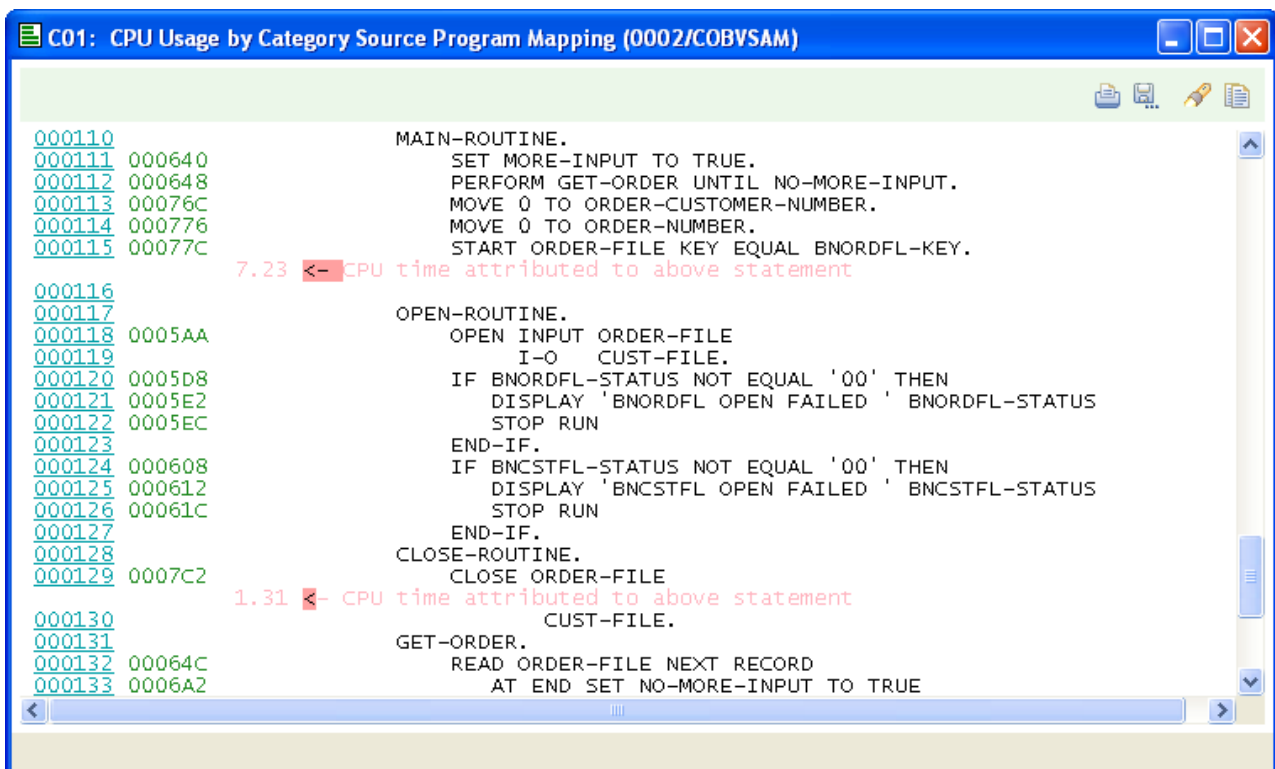 C01: CPU Usage by Category Source Program Mapping (0002/COBVSAM)
000110 MAIN-ROUTINE.
000111 000640 SET MORE-INPUT TO TRUE.
000112 000648 PERFORM GET-ORDER UNTIL NO-MORE-INPUT.
000113 00076C MOVE 0 TO ORDER-CUSTOMER-NUMBER.
000114 000776 MOVE 0 TO ORDER-NUMBER.
000115 00077C START ORDER-FILE KEY EQUAL BNORDFL-KEY.
7.23 <- CPU time attributed to above statement
000116
000117 OPEN-ROUTINE.
000118 0005AA OPEN INPUT ORDER-FILE
000119 I-O CUST-FILE.
000120 0005D8 IF BNORDFL-STATUS NOT EQUAL '00' THEN
000121 0005E2 DISPLAY 'BNORDFL OPEN FAILED ' BNORDFL-STATUS
000122 0005EC STOP RUN
000123 END-IF.
000124 000608 IF BNCSTFL-STATUS NOT EQUAL '00' THEN
000125 000612 DISPLAY 'BNCSTFL OPEN FAILED ' BNCSTFL-STATUS
000126 00061C STOP RUN
000127 END-IF.
000128 CLOSE-ROUTINE.
000129 0007C2 CLOSE ORDER-FILE
1.31 <- CPU time attributed to above statement
000130 CUST-FILE.
000131 GET-ORDER.
000132 00064C READ ORDER-FILE NEXT RECORD
000133 0006A2 AT END SET NO-MORE-INPUT TO TRUE